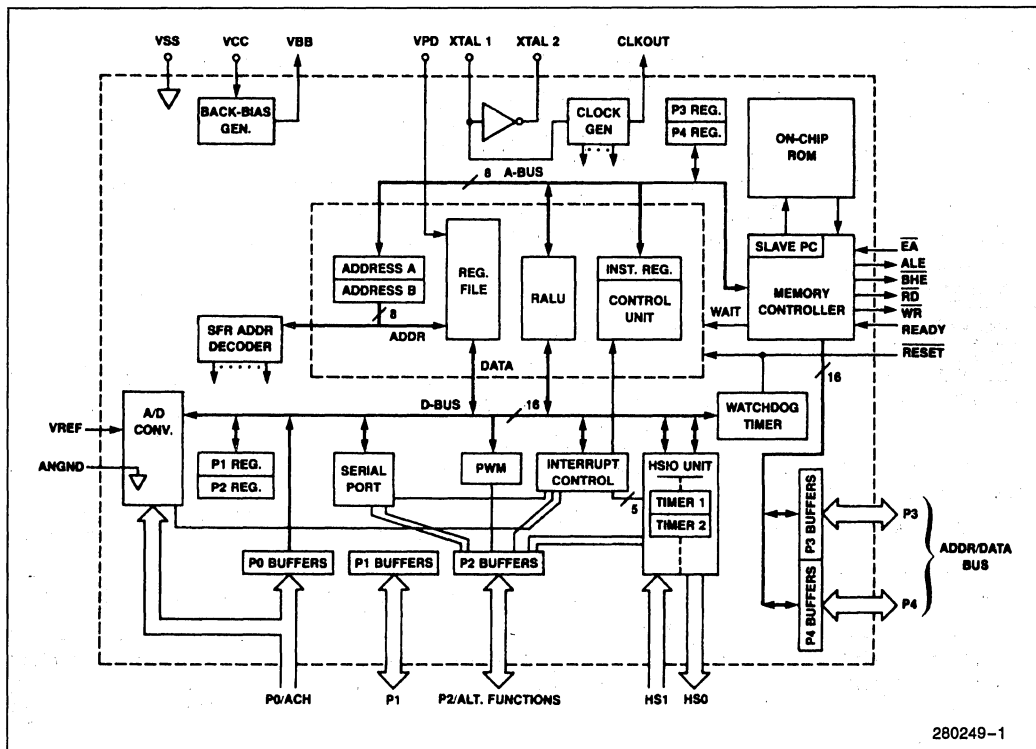 VSS
VCC
VBB
VPD
XTAL 1
XTAL 2
CLKOUT
BACK-BIAS
GEN.
CLOCK
GEN
P3 REG.
P4 REG.
ON-CHIP
ROM
8
A-BUS
SLAVE PC
MEMORY
CONTROLLER
EA
ALE
BHE
RD
WR
READY
RESET
ADDRESS A
ADDRESS B
REG.
FILE
RALU
INST. REG.
CONTROL
UNIT
WAIT
8
ADDR
SFR ADDR
DECODER
DATA
16
D-BUS
16
WATCHDOG
TIMER
A/D
CONV.
VREF
ANGND
P1 REG.
P2 REG.
SERIAL
PORT
PWM
INTERRUPT
CONTROL
HSIO UNIT
5
TIMER 1
TIMER 2
P0 BUFFERS
P1 BUFFERS
P2 BUFFERS
P3 BUFFERS
P4 BUFFERS
P3
P4
ADDR/DATA
BUS
P0/ACH
P1
P2/ALT. FUNCTIONS
HS1
HS0
280249-1